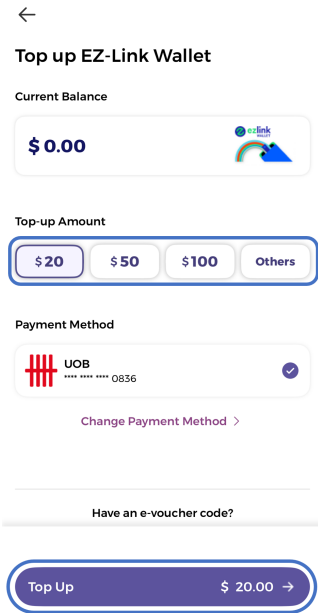 Top up EZ-Link Wallet
Current Balance
$ 0.00
ezlink
WALLET
Top-up Amount
$ 20 $ 50 $ 100 Others
Payment Method
UOB
**** **** **** 0836
Change Payment Method >
Have an e-voucher code?
Top Up $ 20.00 →